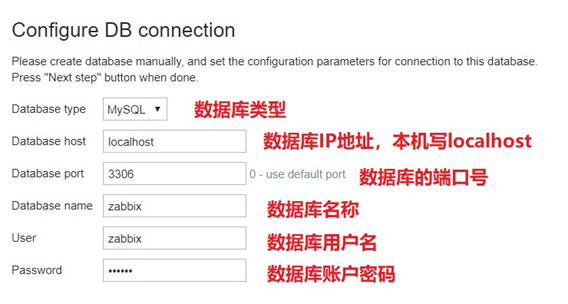 Configure DB connection
Please create database manually, and set the configuration parameters for connection to this database.
Press "Next step" button when done.
Database type MySQL 数据库类型
Database host localhost 数据库IP地址，本机写localhost
Database port 3306 0 - use default port 数据库的端口号
Database name zabbix 数据库名称
User zabbix 数据库用户名
Password •••••• 数据库账户密码